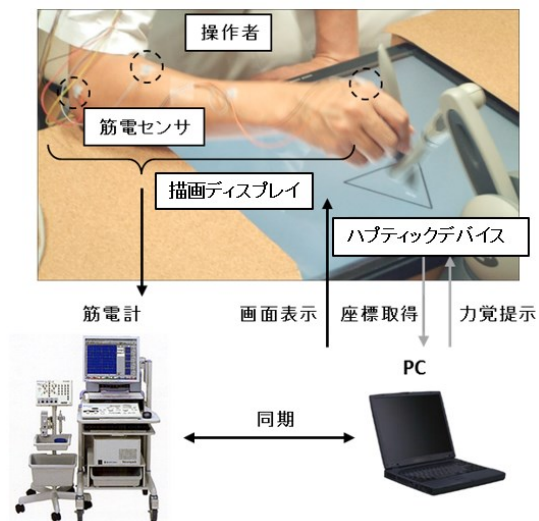 操作者
筋電センサ
描画ディスプレイ
ハプティックデバイス
筋電計
画面表示
座標取得
力覚提示
PC
同期